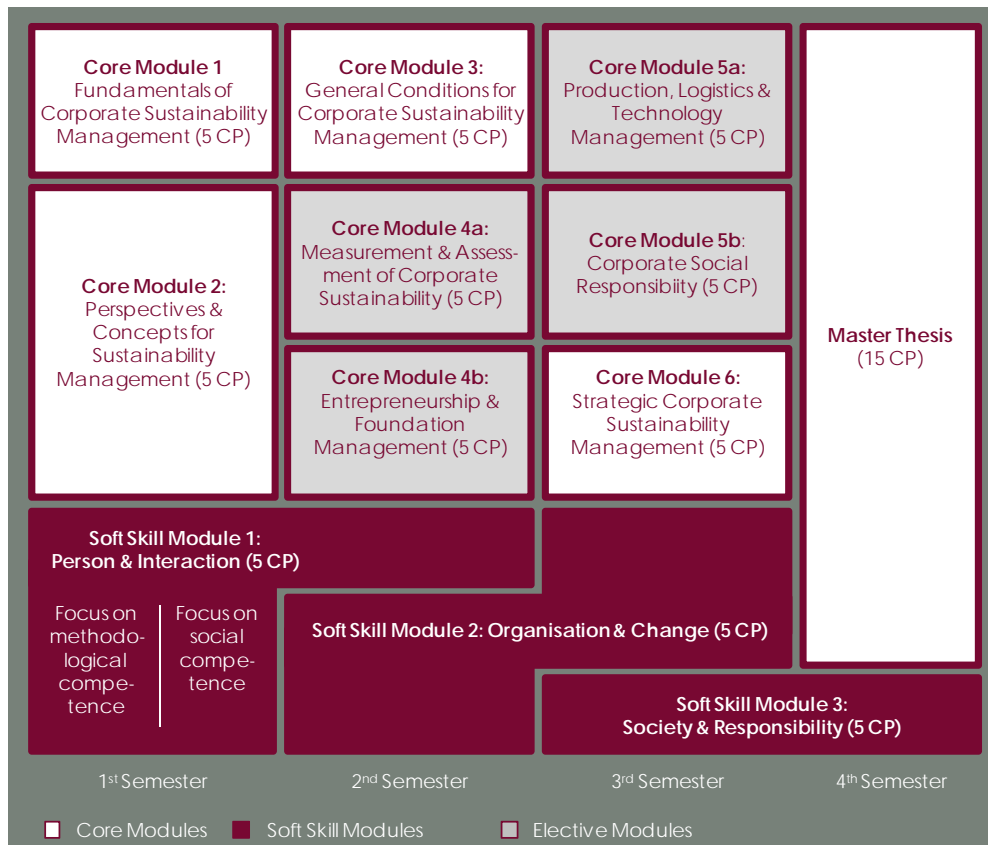 Core Module 1
Fundamentals of
Corporate Sustainability
Management (5 CP)
Core Module 3:
General Conditions for
Corporate Sustainability
Management (5 CP)
Core Module 5a:
Production, Logistics &
Technology
Management (5 CP)
Core Module 2:
Perspectives &
Concepts for
Sustainability
Management (5 CP)
Core Module 4a:
Measurement & Assess-
ment of Corporate
Sustainability (5 CP)
Core Module 5b:
Corporate Social
Responsibiity (5 CP)
Master Thesis
(15 CP)
Core Module 4b:
Entrepreneurship &
Foundation
Management (5 CP)
Core Module 6:
Strategic Corporate
Sustainability
Management (5 CP)
Soft Skill Module 1:
Person & Interaction (5 CP)
Focus on
methodo-
logical
compe-
tence
Focus on
social
compe-
tence
Soft Skill Module 2: Organisation & Change (5 CP)
Soft Skill Module 3:
Society & Responsibility (5 CP)
1st Semester
2nd Semester
3rd Semester
4th Semester
Core Modules
Soft Skill Modules
Elective Modules